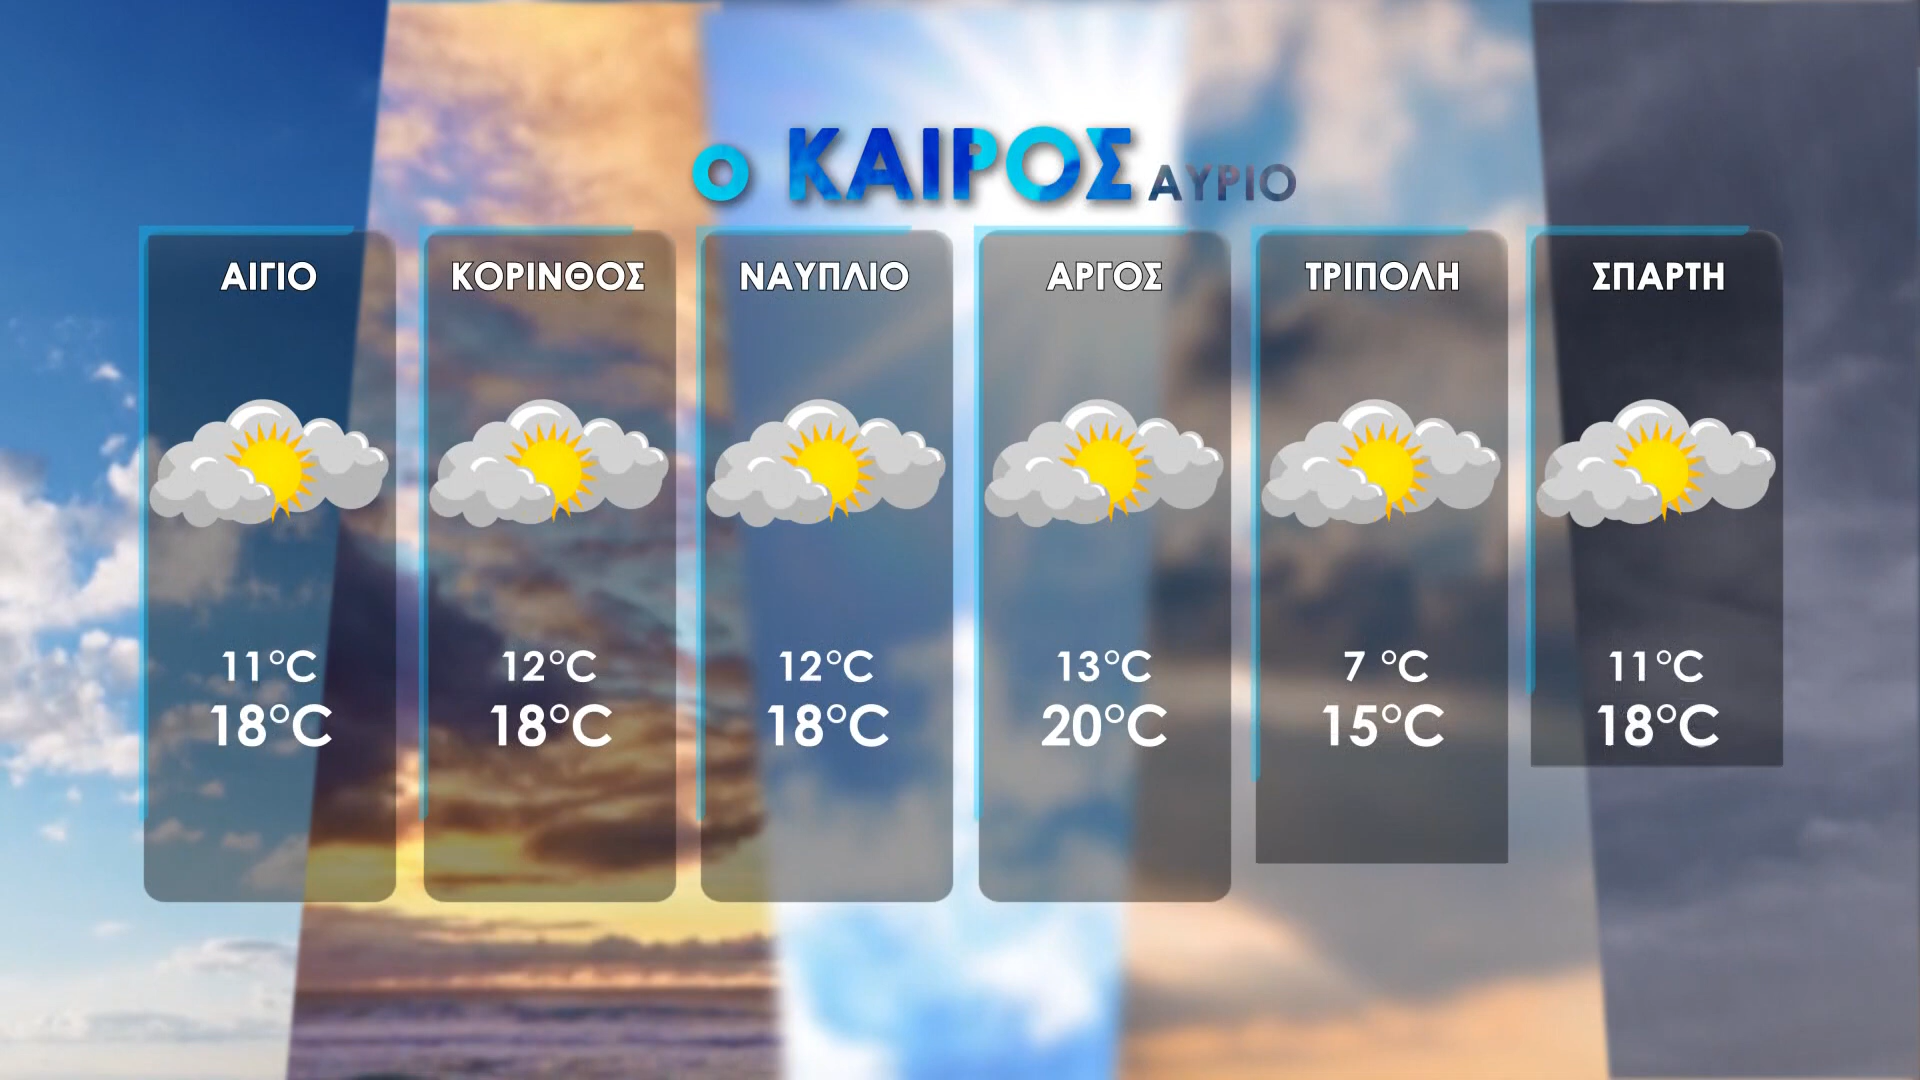 ο ΚΑΙΡΟΣ ΑΥΡΙΟ
ΑΙΓΙΟ
11°C
18°C
ΚΟΡΙΝΘΟΣ
12°C
18°C
ΝΑΥΠΛΙΟ
12°C
18°C
ΑΡΓΟΣ
13°C
20°C
ΤΡΙΠΟΛΗ
7 °C
15°C
ΣΠΑΡΤΗ
11°C
18°C